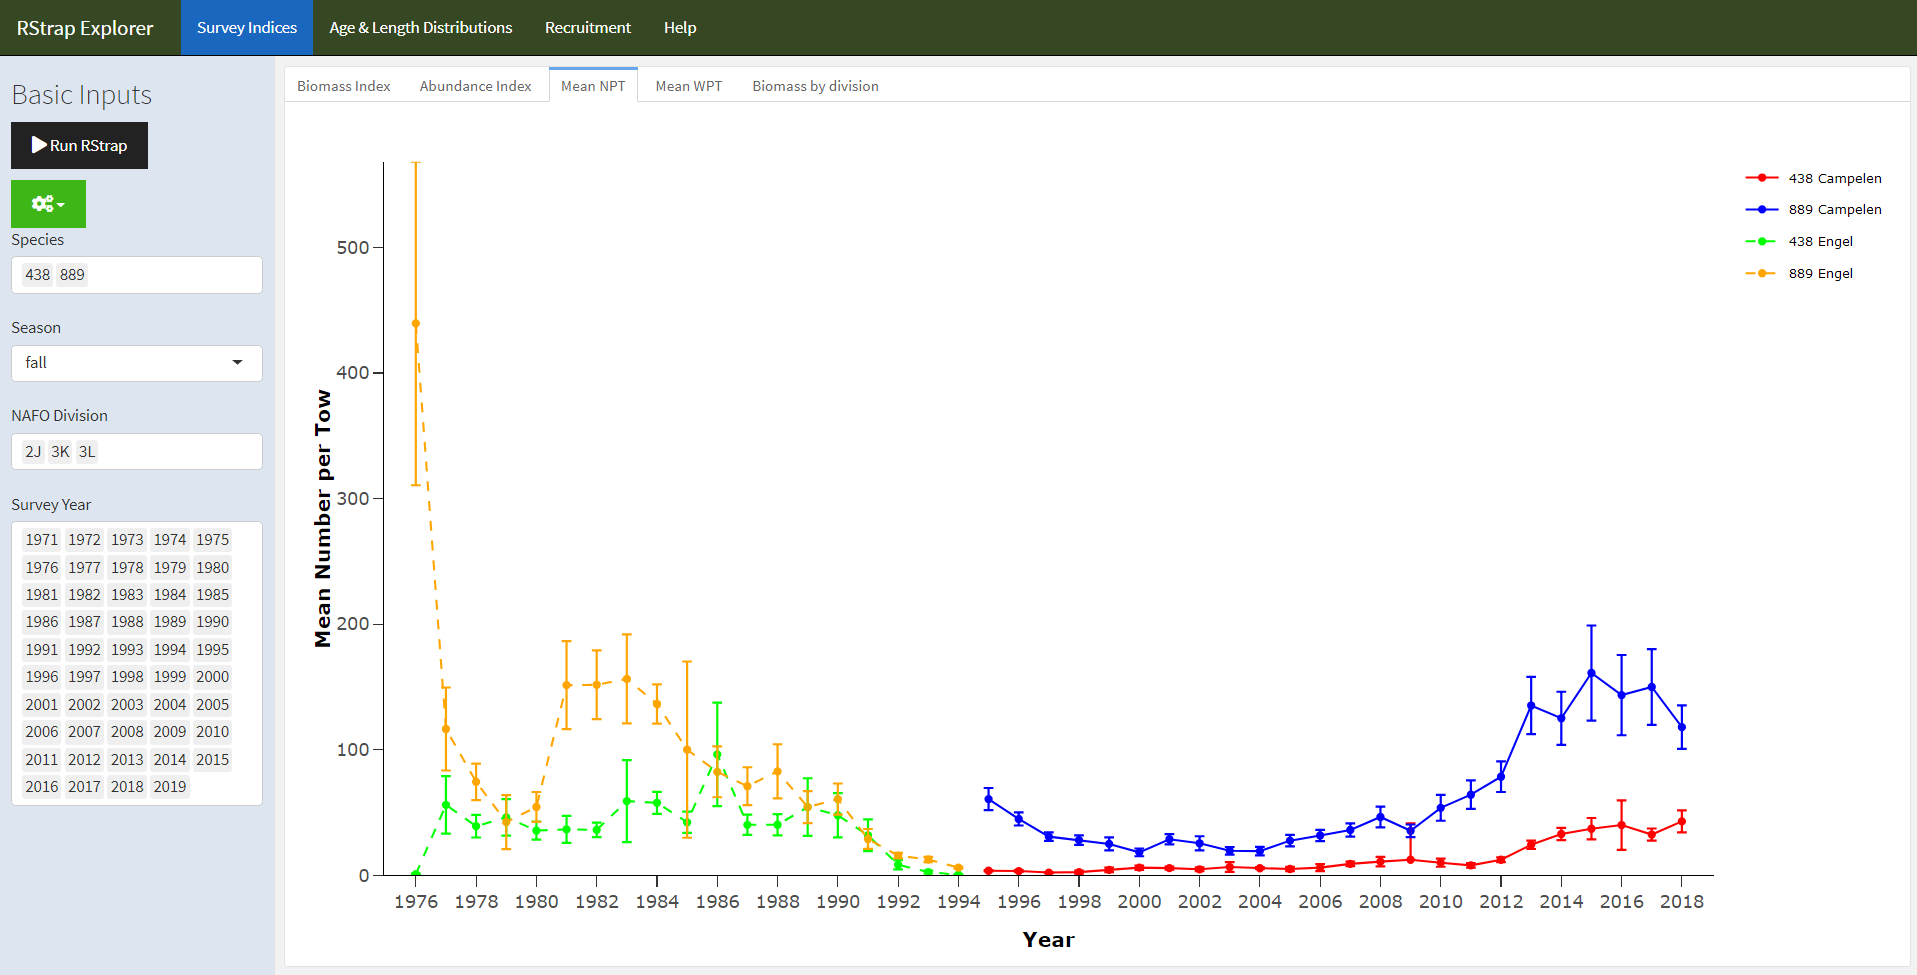 RStrap Explorer Survey Indices Age & Length Distributions Recruitment Help
Basic Inputs
Run RStrap
Species
438 889
Season
fall
NAFO Division
2J 3K 3L
Survey Year
1971 1972 1973 1974 1975
1976 1977 1978 1979 1980
1981 1982 1983 1984 1985
1986 1987 1988 1989 1990
1991 1992 1993 1994 1995
1996 1997 1998 1999 2000
2001 2002 2003 2004 2005
2006 2007 2008 2009 2010
2011 2012 2013 2014 2015
2016 2017 2018 2019
Biomass Index Abundance Index Mean NPT Mean WPT Biomass by division
Mean Number per Tow
500
400
300
200
100
0
1976 1978 1980 1982 1984 1986 1988 1990 1992 1994 1996 1998 2000 2002 2004 2006 2008 2010 2012 2014 2016 2018
Year
438 Campelen
889 Campelen
438 Engel
889 Engel